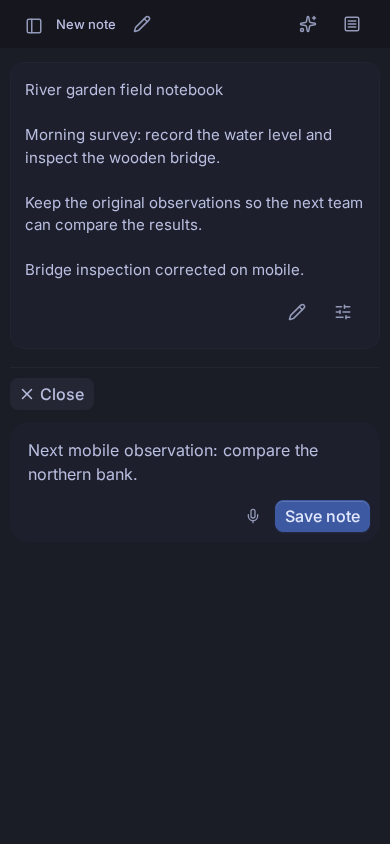 New note
River garden field notebook
Morning survey: record the water level and
inspect the wooden bridge.
Keep the original observations so the next team
can compare the results.
Bridge inspection corrected on mobile.
Close
Next mobile observation: compare the
northern bank.
Save note